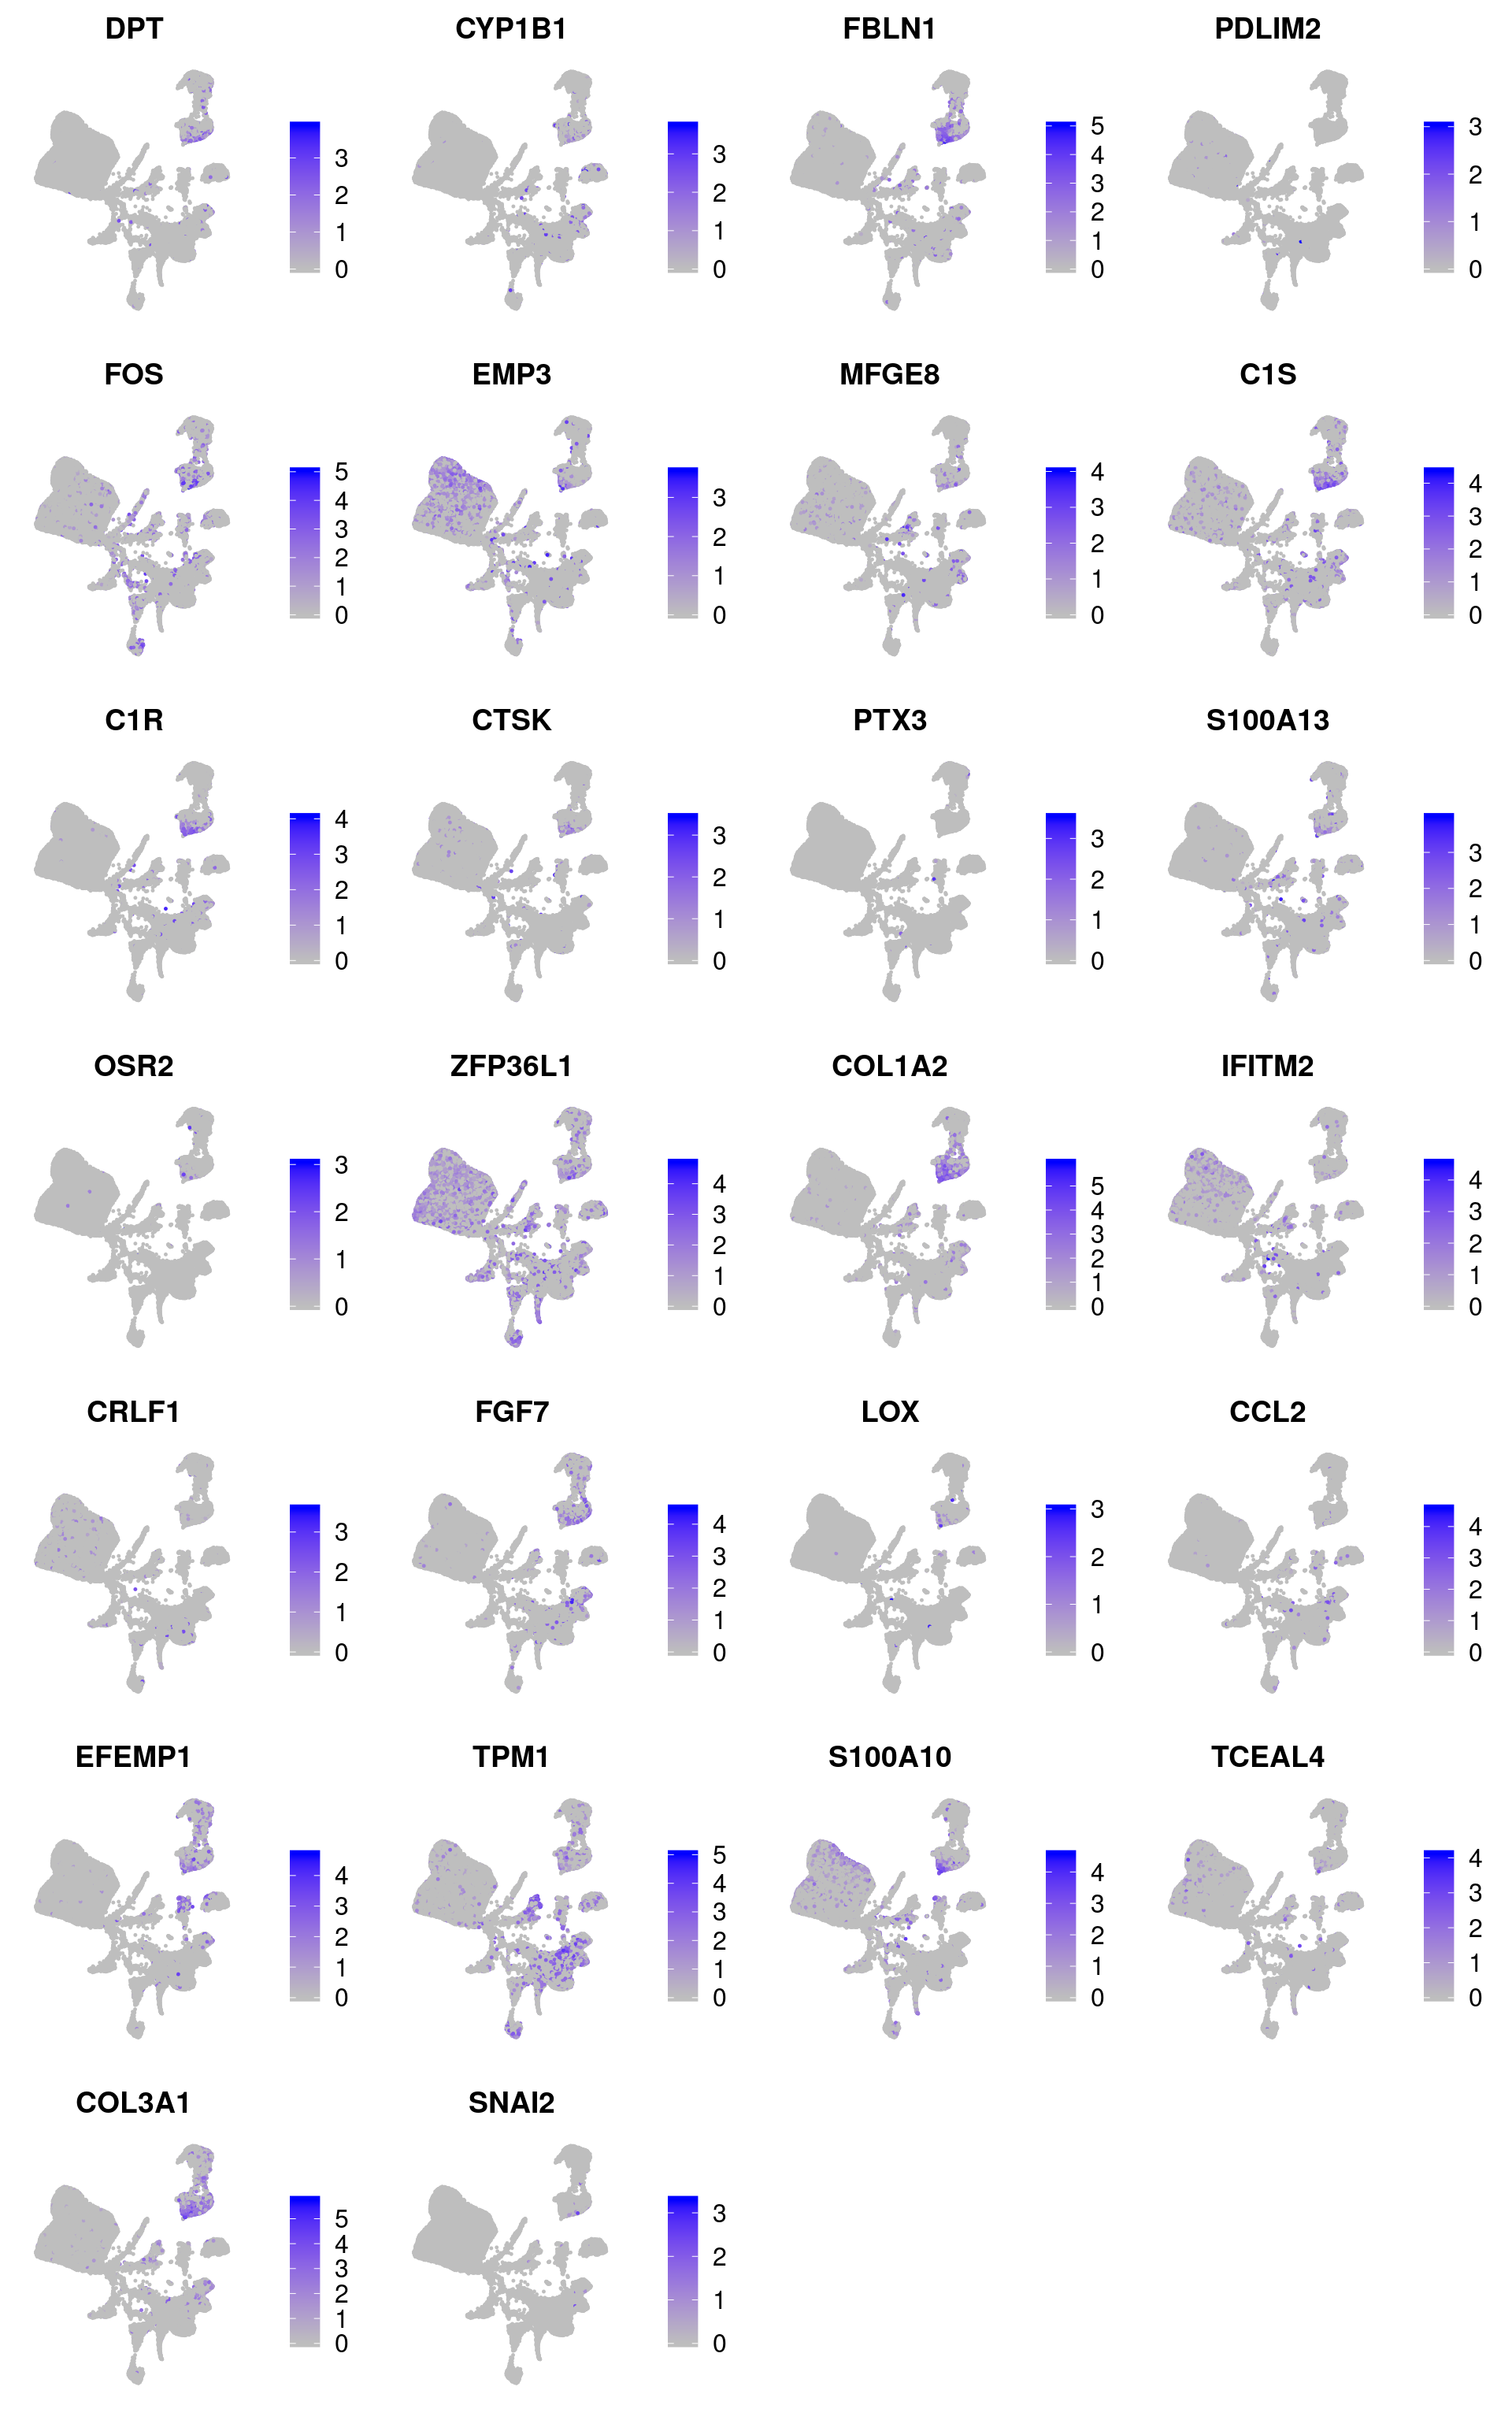 DPT CYP1B1 FBLN1 PDLIM2
3 2 1 0
3 2 1 0
5 4 3 2 1 0
3 2 1 0
FOS EMP3 MFGE8 C1S
5 4 3 2 1 0
3 2 1 0
4 3 2 1 0
4 3 2 1 0
C1R CTSK PTX3 S100A13
4 3 2 1 0
3 2 1 0
3 2 1 0
3 2 1 0
OSR2 ZFP36L1 COL1A2 IFITM2
3 2 1 0
4 3 2 1 0
5 4 3 2 1 0
4 3 2 1 0
CRLF1 FGF7 LOX CCL2
3 2 1 0
4 3 2 1 0
3 2 1 0
4 3 2 1 0
EFEMP1 TPM1 S100A10 TCEAL4
4 3 2 1 0
5 4 3 2 1 0
4 3 2 1 0
4 3 2 1 0
COL3A1 SNAI2
5 4 3 2 1 0
3 2 1 0